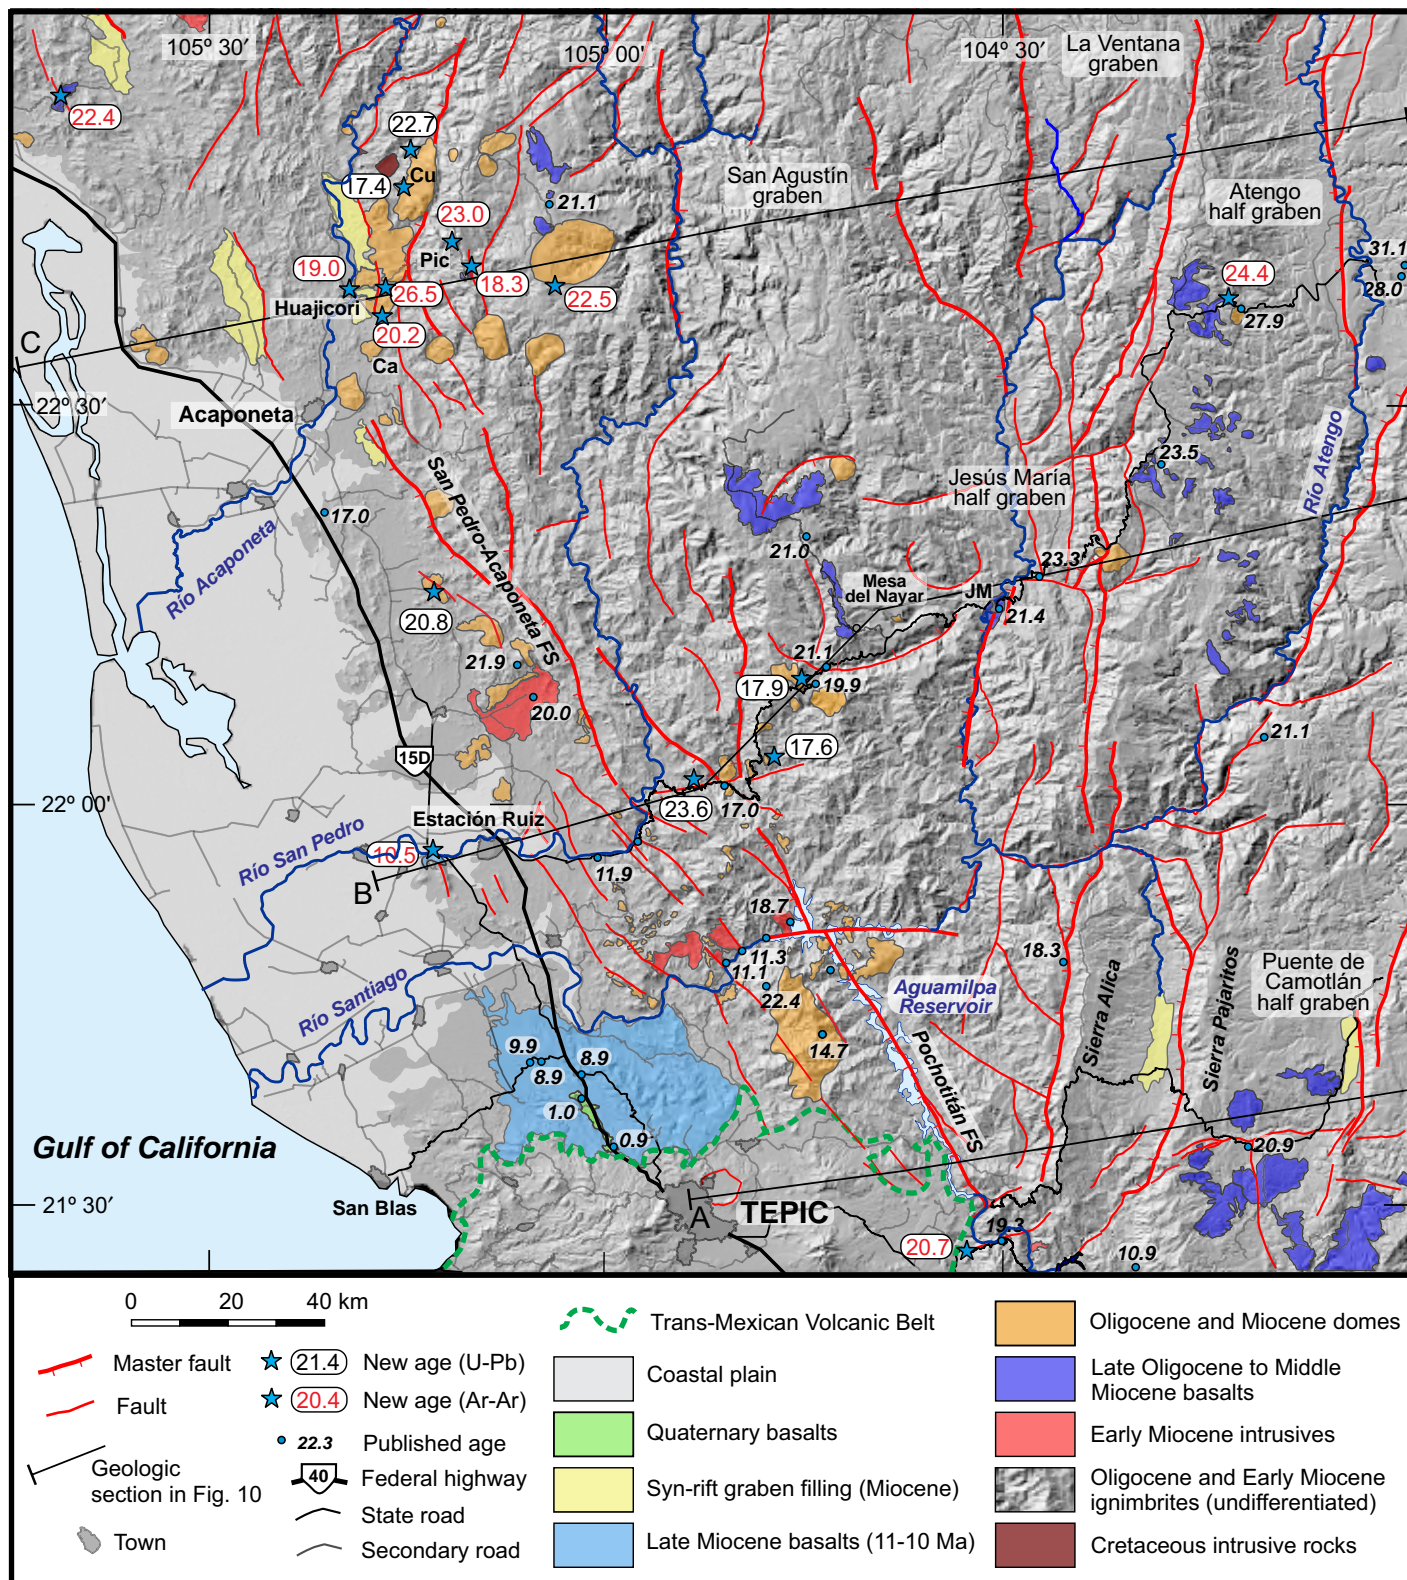 105° 30′
105° 00′
104° 30′
La Ventana
graben
22.4
22.7
17.4
Cu
23.0
21.1
San Agustín
graben
Atengo
half graben
Pic
19.0
18.3
26.5
22.5
Huajicori
20.2
Ca
31.1
28.0
24.4
27.9
C
22° 30′
Acaponeta
San Pedro-Acaponeta FS
17.0
Río Acaponeta
23.5
Río Atengo
Jesús María
half graben
21.0
23.3
Mesa
del Nayar
JM
21.4
20.8
21.9
20.0
21.1
17.9
19.9
17.6
21.1
15D
22° 00′
23.6
17.0
Estación Ruiz
Río San Pedro
10.5
11.9
B
18.7
11.3
11.1
22.4
18.3
Río Santiago
Aguamilpa
Reservoir
Sierra Alica
Sierra Pajaritos
Puente de
Camotlán
half graben
14.7
Pochotitán FS
9.9
8.9
8.9
1.0
0.9
20.9
Gulf of California
21° 30′
San Blas
A
TEPIC
20.7
19.3
10.9
0 20 40 km
Master fault
Fault
Geologic
section in Fig. 10
Town
21.4 New age (U-Pb)
20.4 New age (Ar-Ar)
22.3 Published age
40 Federal highway
State road
Secondary road
Trans-Mexican Volcanic Belt
Coastal plain
Quaternary basalts
Syn-rift graben filling (Miocene)
Late Miocene basalts (11-10 Ma)
Oligocene and Miocene domes
Late Oligocene to Middle
Miocene basalts
Early Miocene intrusives
Oligocene and Early Miocene
ignimbrites (undifferentiated)
Cretaceous intrusive rocks